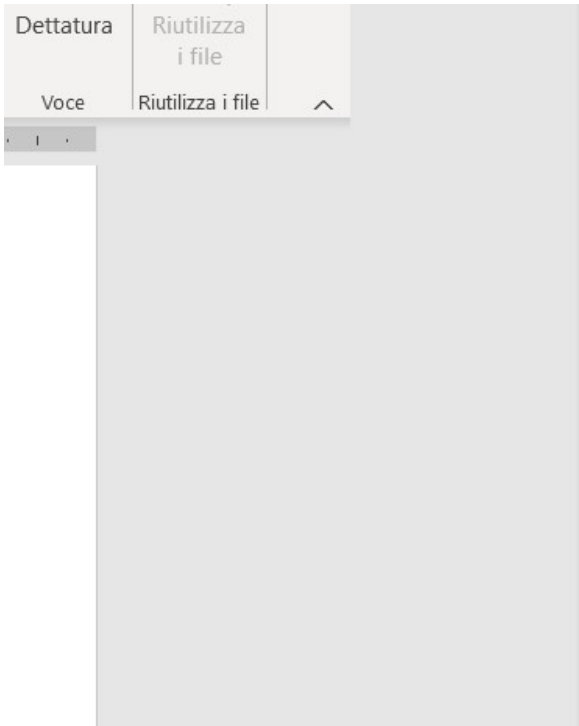 Dettatura
Riutilizza
i file
Voce
Riutilizza i file